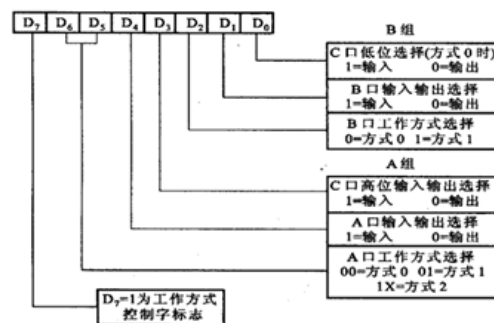 D7 D6 D5 D4 D3 D2 D1 D0
B组
C口低位选择(方式0时)
1=输入 0=输出
B口输入输出选择
1=输入 0=输出
B口工作方式选择
0=方式0 1=方式1
A组
C口高位输入输出选择
1=输入 0=输出
A口输入输出选择
1=输入 0=输出
A口工作方式选择
00=方式0 01=方式1
1X=方式2
D7=1为工作方式
控制字标志